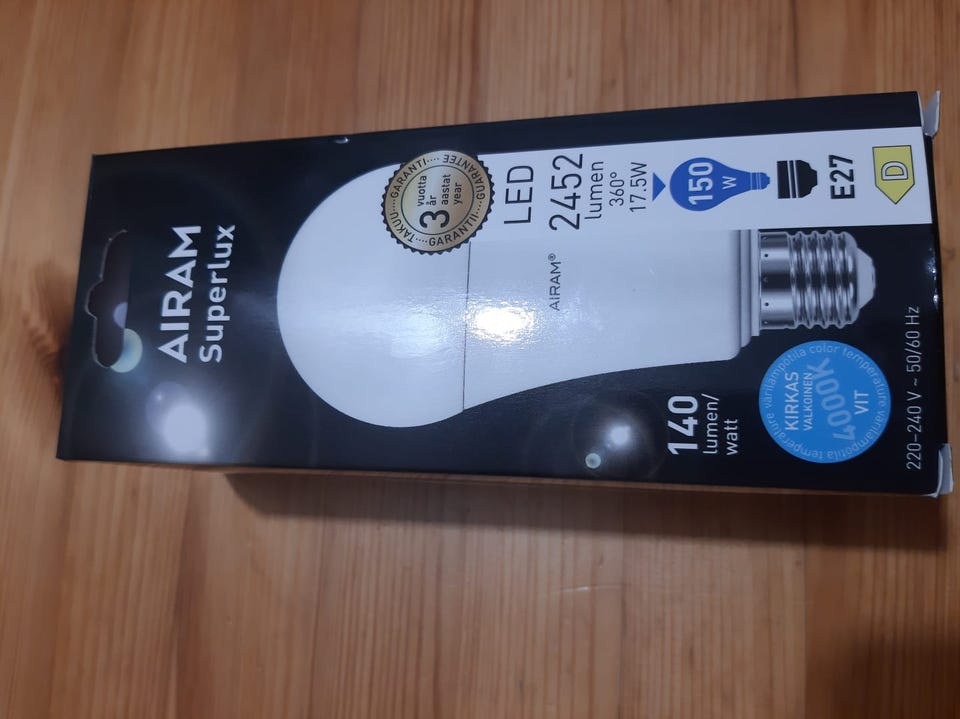 AIRAM
Superlux
TAKUU····GARANTI····GUARANTEE····GARANTII····
3 vuotta
år
aastat
year
LED
2452
lumen
360°
17.5W
150
W
E27
D
AIRAM®
140
lumen/
watt
color temperature värilämpötila
KIRKAS
VALKOINEN
4000K
VIT
220–240 V ~ 50/60 Hz